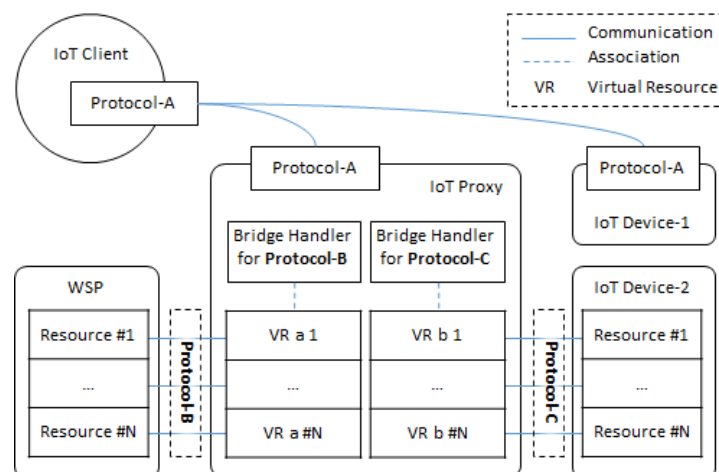 IoT Client
Protocol-A
Communication
Association
VR Virtual Resource
Protocol-A
IoT Proxy
Protocol-A
IoT Device-1
Bridge Handler
for Protocol-B
Bridge Handler
for Protocol-C
WSP
Resource #1
...
Resource #N
Protocol-B
VR a 1
...
VR a #N
VR b 1
...
VR b #N
Protocol-C
IoT Device-2
Resource #1
...
Resource #N